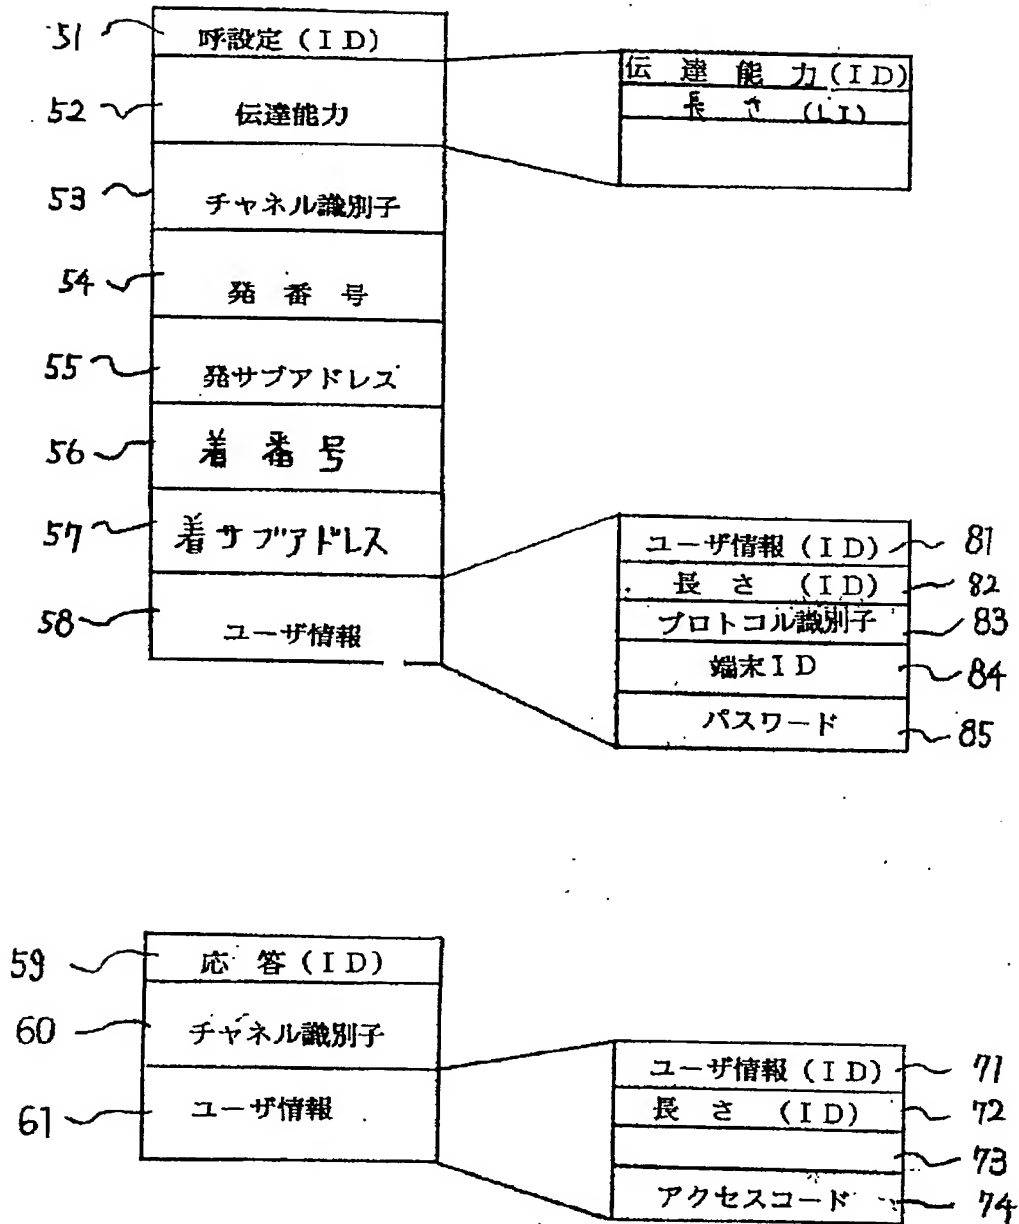 51 呼設定(ID)
52 伝達能力
伝達能力(ID)
長さ (LI)
53 チャネル識別子
54 発番号
55 発サブアドレス
56 着番号
57 着サブアドレス
58 ユーザ情報
ユーザ情報(ID) 81
長さ (ID) 82
プロトコル識別子 83
端末ID 84
パスワード 85
59 応答(ID)
60 チャネル識別子
61 ユーザ情報
ユーザ情報(ID) 71
長さ (ID) 72
73
アクセスコード 74